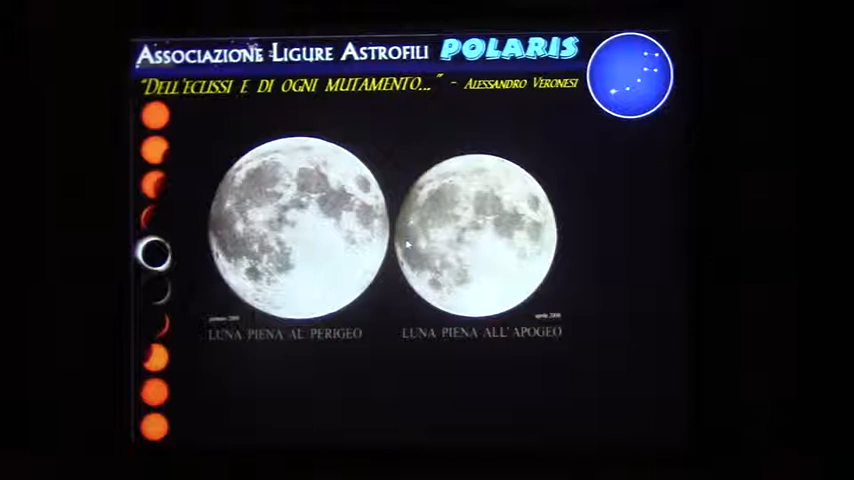 ASSOCIAZIONE LIGURE ASTROFILI POLARIS
"DELL'ECLISSI E DI OGNI MUTAMENTO..." - ALESSANDRO VERONESI
LUNA PIENA AL PERIGEO
LUNA PIENA ALL'APOGEO